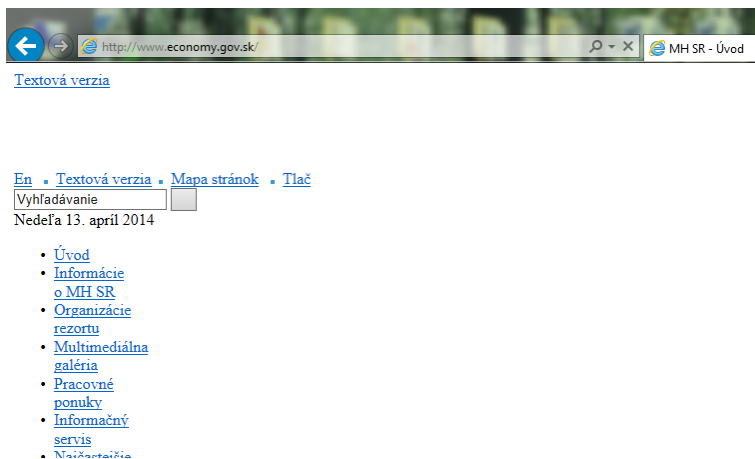 http://www.economy.gov.sk/
MH SR - Úvod
Textová verzia
En Textová verzia Mapa stránok Tlač
Vyhľadávanie
Nedeľa 13. apríl 2014
Úvod
Informácie
o MH SR
Organizácie
rezortu
Multimediálna
galéria
Pracovné
ponuky
Informačný
servis
Najčastejšie